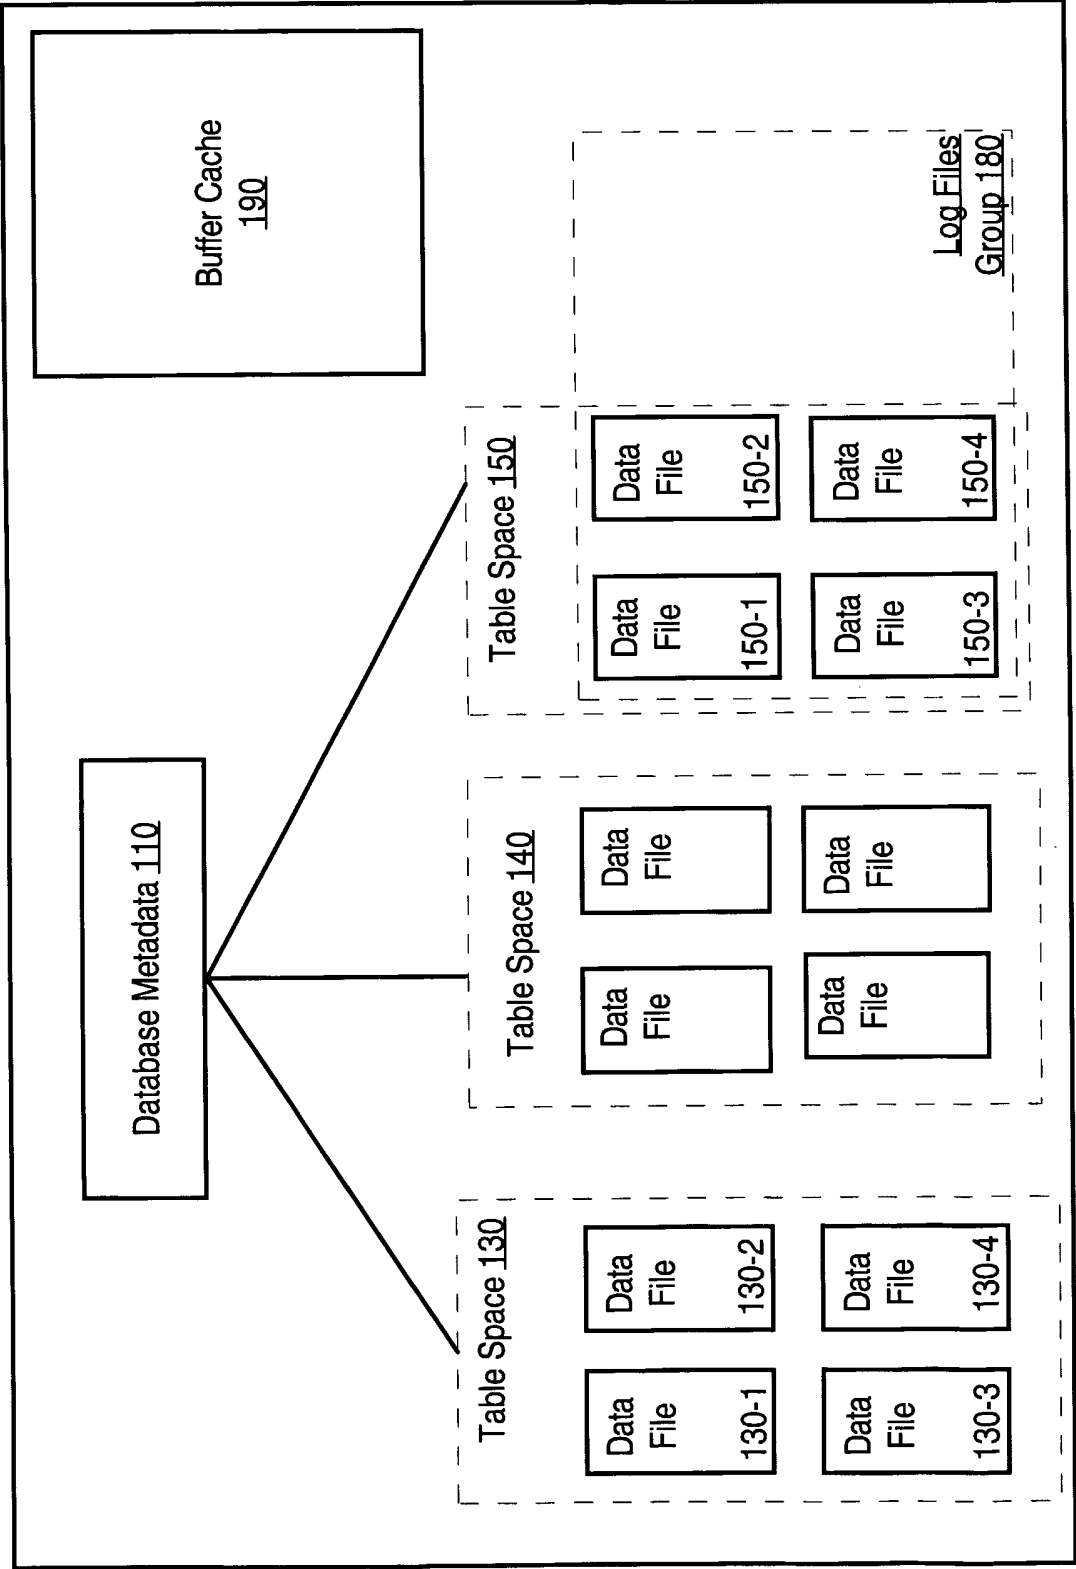 Database Metadata 110
Buffer Cache
190
Table Space 130
Data
File
130-1
Data
File
130-2
Data
File
130-3
Data
File
130-4
Table Space 140
Data
File
Data
File
Data
File
Data
File
Table Space 150
Data
File
150-1
Data
File
150-2
Data
File
150-3
Data
File
150-4
Log Files
Group 180